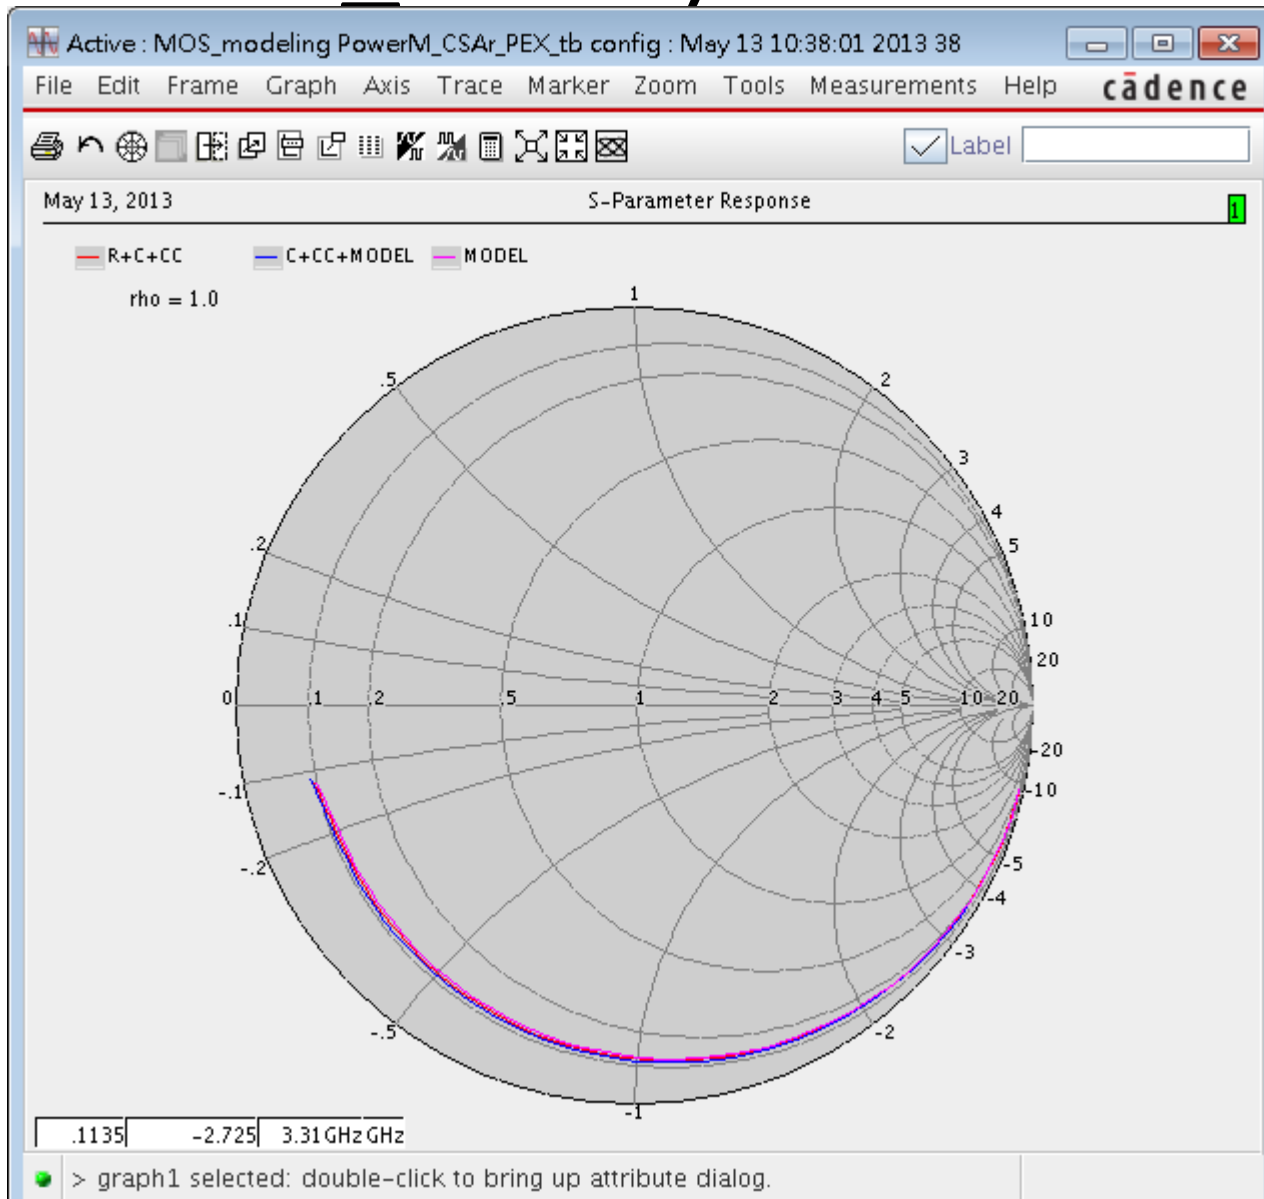 Active : MOS_modeling PowerM_CSAr_PEX_tb config : May 13 10:38:01 2013 38
File Edit Frame Graph Axis Trace Marker Zoom Tools Measurements Help cādence
Label
May 13, 2013 S-Parameter Response 1
R+C+CC C+CC+MODEL MODEL
rho = 1.0
1
.5 2
3
4
.2 5
.1 10
20
0 .1 .2 .5 1 2 3 4 5 10 20
-20
-.1 -10
-.2 -5
-4
-3
-.5 -2
-1
.1135 -2.725 3.31GHz GHz
> graph1 selected: double-click to bring up attribute dialog.